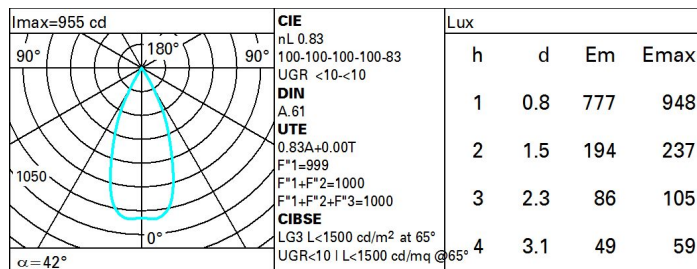 Imax=955 cd
90° 180° 90°
1050
0°
α=42°
CIE
nL 0.83
100-100-100-100-83
UGR <10-<10
DIN
A.61
UTE
0.83A+0.00T
F"1=999
F"1+F"2=1000
F"1+F"2+F"3=1000
CIBSE
LG3 L<1500 cd/m² at 65°
UGR<10 | L<1500 cd/mq @65°
Lux
h d Em Emax
1 0.8 777 948
2 1.5 194 237
3 2.3 86 105
4 3.1 49 59